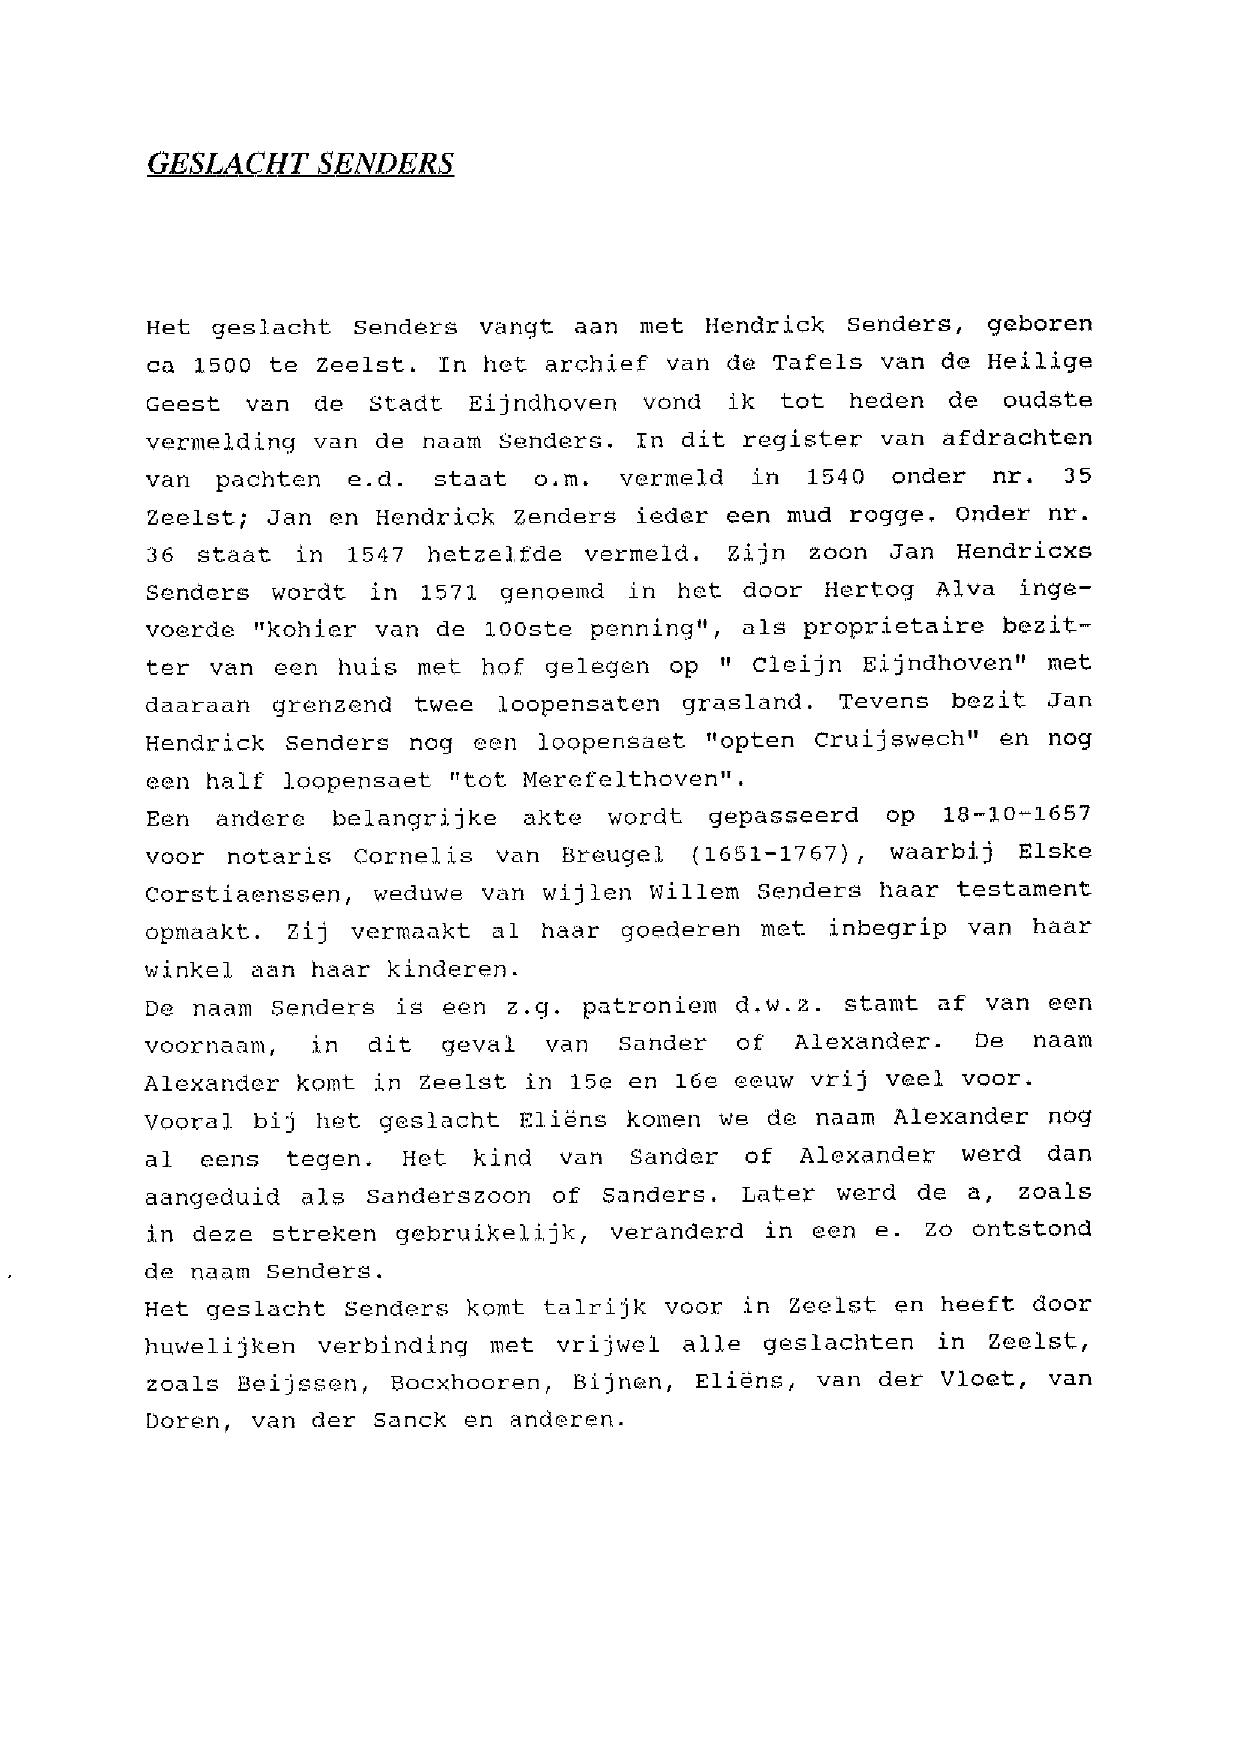 GESLACHT SENDERS
Het geslacht Senders vangt aan met Hendrick Senders, geboren
ca 1500 te Zeelst. In het archief van de Tafels van de Heilige
Geest van de Stadt Eijndhoven vond ik tot heden de oudste
vermelding van de naam Senders. In dit register van afdrachten
van pachten e.d. staat o.m. vermeld in 1540 onder nr. 35
Zeelst; Jan en Hendrick Zenders ieder een mud rogge. Onder nr.
36 staat in 1547 hetzelfde vermeld. Zijn zoon Jan Hendricxs
Senders wordt in 1571 genoemd in het door Hertog Alva inge-
voerde "kohier van de 100ste penning", als proprietaire bezit-
ter van een huis met hof gelegen op " Cleijn Eijndhoven" met
daaraan grenzend twee loopensaten grasland. Tevens bezit Jan
Hendrick Senders nog een loopensaet "opten Cruijswech" en nog
een half loopensaet "tot Merefelthoven".
Een andere belangrijke akte wordt gepasseerd op 18-10-1657
voor notaris Cornelis van Breugel (1651-1767), waarbij Elske
Corstiaenssen, weduwe van wijlen Willem Senders haar testament
opmaakt. Zij vermaakt al haar goederen met inbegrip van haar
winkel aan haar kinderen.
De naam Senders is een z.g. patroniem d.w.z. stamt af van een
voornaam, in dit geval van Sander of Alexander. De naam
Alexander komt in Zeelst in 15e en 16e eeuw vrij veel voor.
Vooral bij het geslacht Eliëns komen we de naam Alexander nog
al eens tegen. Het kind van Sander of Alexander werd dan
aangeduid als Sanderszoon of Sanders. Later werd de a, zoals
in deze streken gebruikelijk, veranderd in een e. Zo ontstond
de naam Senders.
Het geslacht Senders komt talrijk voor in Zeelst en heeft door
huwelijken verbinding met vrijwel alle geslachten in Zeelst,
zoals Beijssen, Bocxhooren, Bijnen, Eliëns, van der Vloet, van
Doren, van der Sanck en anderen.